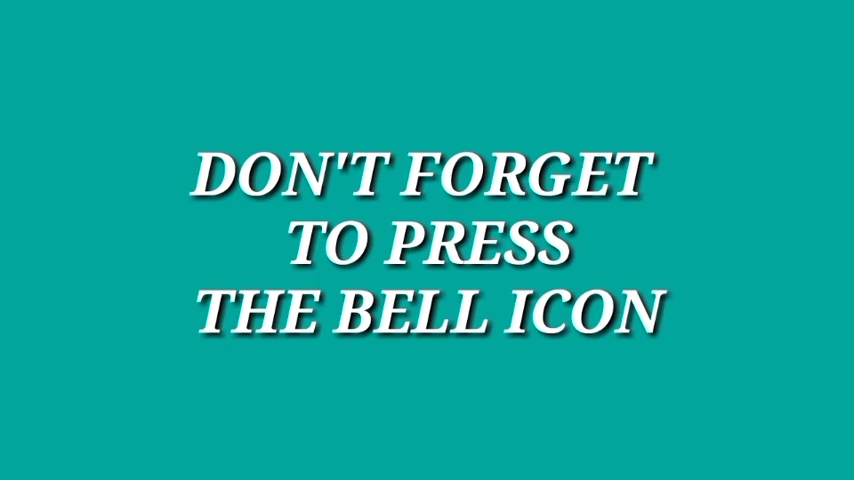 DON'T FORGET
TO PRESS
THE BELL ICON